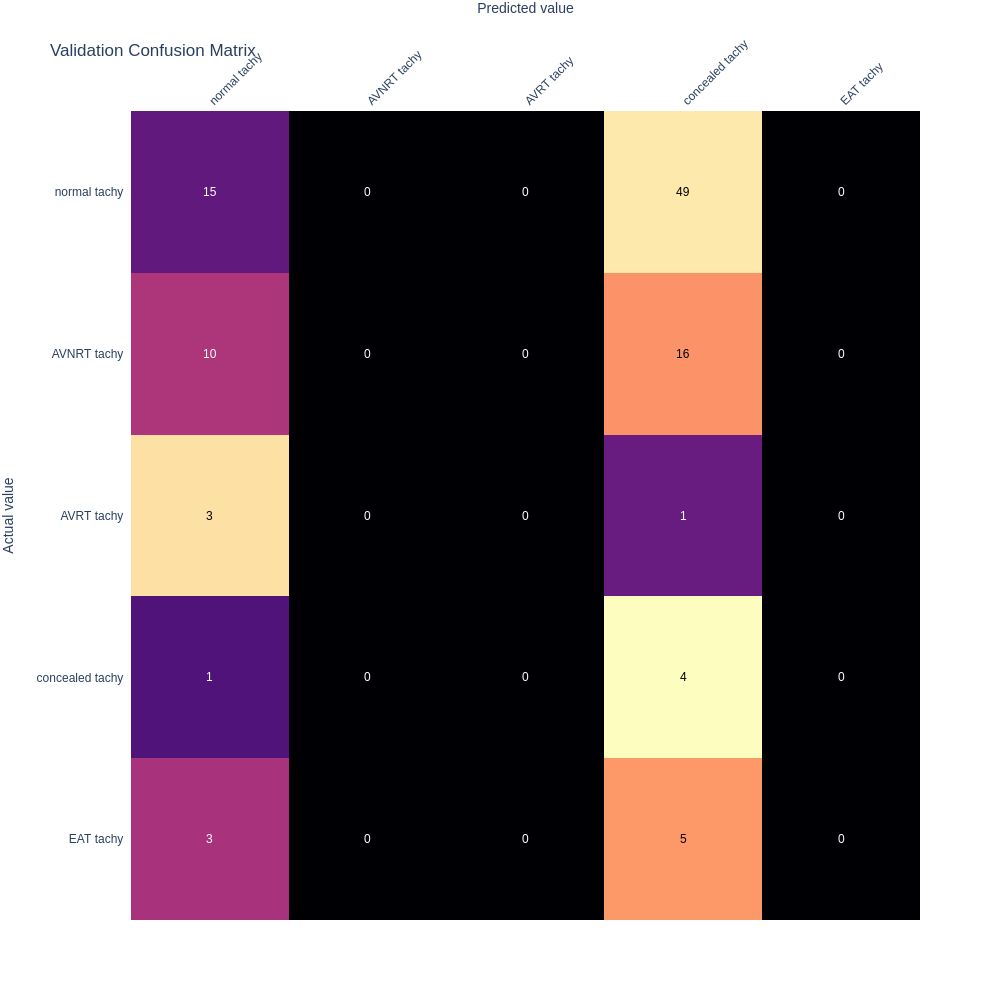 Predicted value
Validation Confusion Matrix
normal tachy
AVNRT tachy
AVRT tachy
concealed tachy
EAT tachy
Actual value
normal tachy 15 0 0 49 0
AVNRT tachy 10 0 0 16 0
AVRT tachy 3 0 0 1 0
concealed tachy 1 0 0 4 0
EAT tachy 3 0 0 5 0